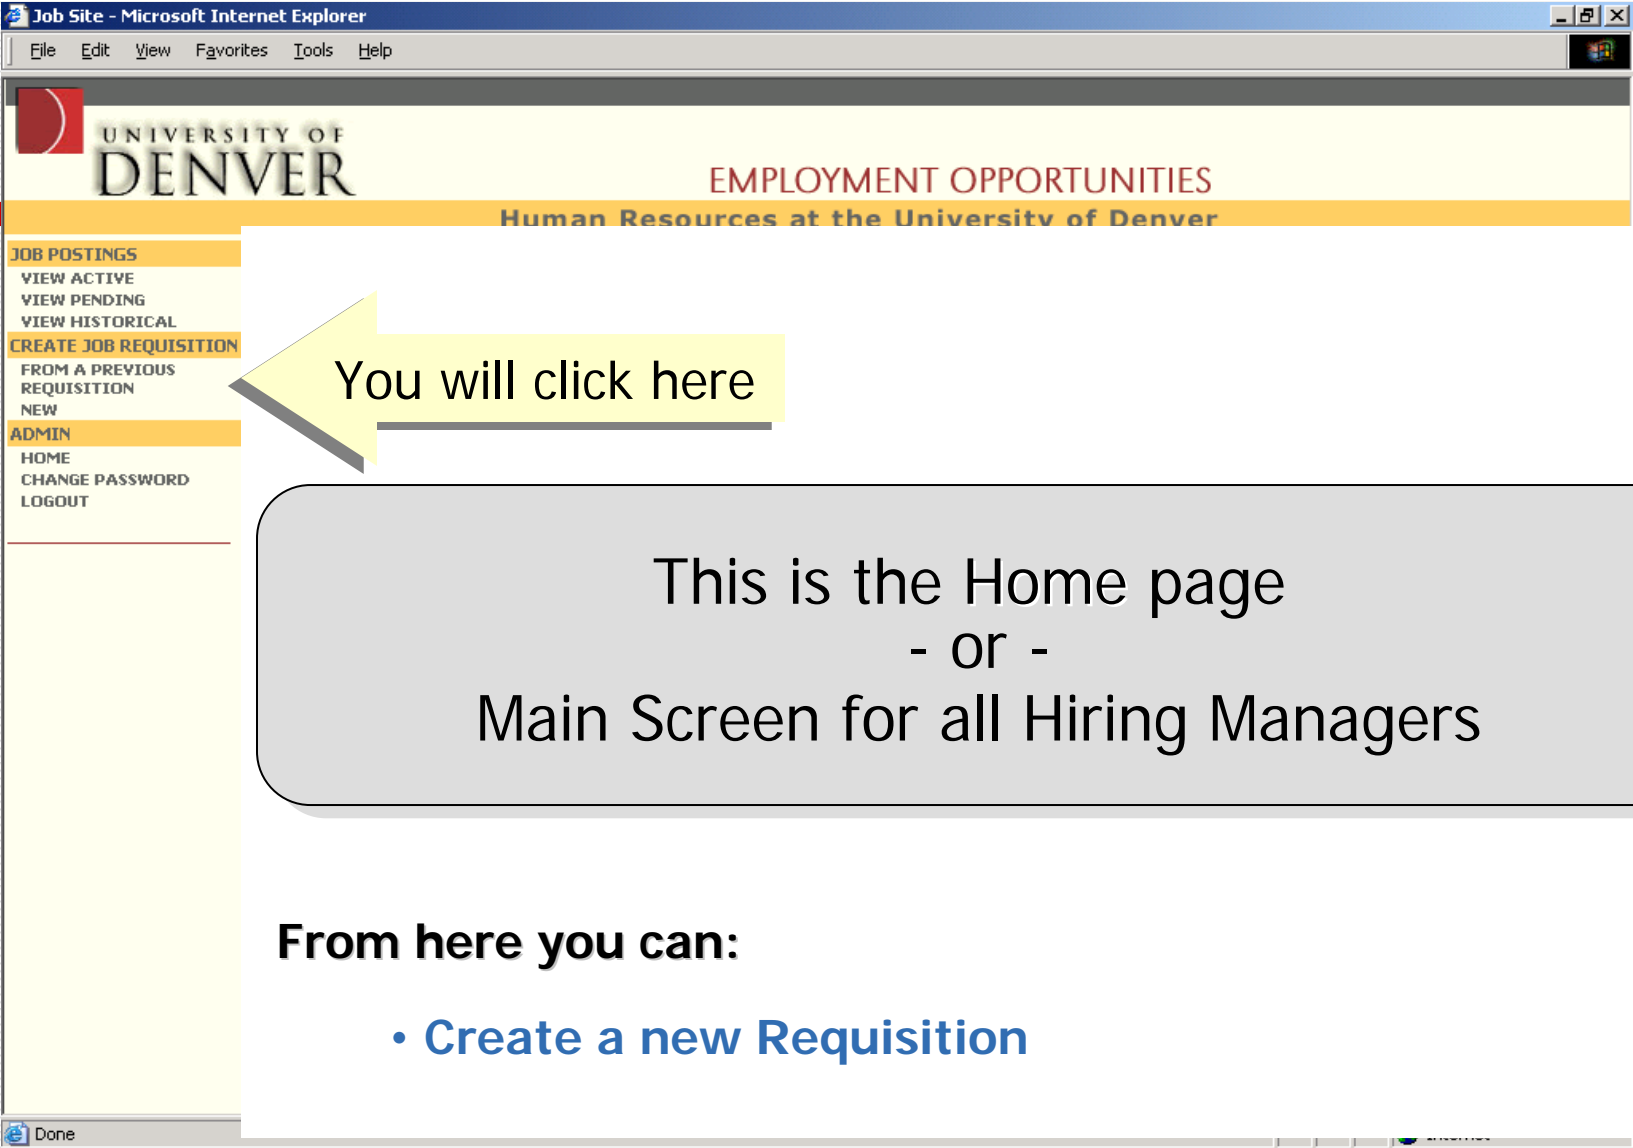 Job Site - Microsoft Internet Explorer
File Edit View Favorites Tools Help
UNIVERSITY OF
DENVER
EMPLOYMENT OPPORTUNITIES
Human Resources at the University of Denver
JOB POSTINGS
VIEW ACTIVE
VIEW PENDING
VIEW HISTORICAL
CREATE JOB REQUISITION
FROM A PREVIOUS
REQUISITION
NEW
ADMIN
HOME
CHANGE PASSWORD
LOGOUT
You will click here
This is the Home page
- or -
Main Screen for all Hiring Managers
From here you can:
• Create a new Requisition
Done